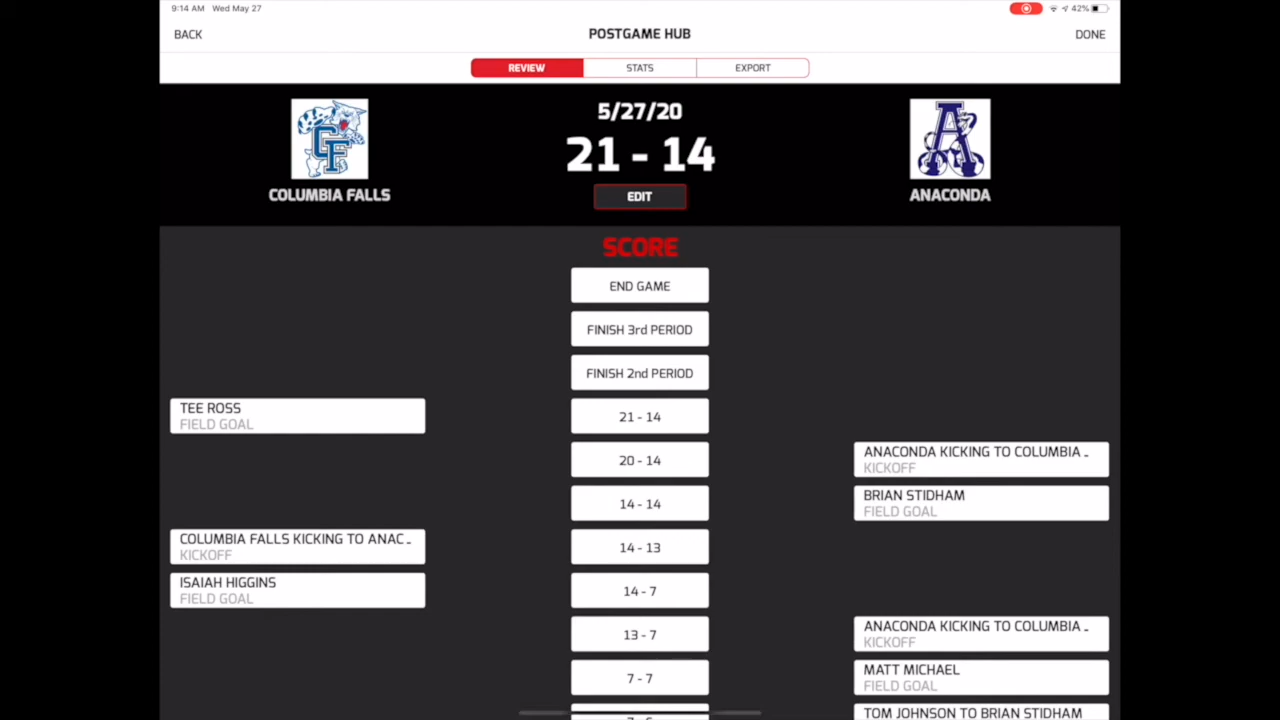 9:14 AM Wed May 27
42%
BACK
POSTGAME HUB
DONE
REVIEW
STATS
EXPORT
5/27/20
21 - 14
EDIT
CF
COLUMBIA FALLS
A
ANACONDA
SCORE
END GAME
FINISH 3rd PERIOD
FINISH 2nd PERIOD
TEE ROSS
FIELD GOAL
21 - 14
20 - 14
ANACONDA KICKING TO COLUMBIA ...
KICKOFF
14 - 14
BRIAN STIDHAM
FIELD GOAL
COLUMBIA FALLS KICKING TO ANAC...
KICKOFF
14 - 13
ISAIAH HIGGINS
FIELD GOAL
14 - 7
13 - 7
ANACONDA KICKING TO COLUMBIA ...
KICKOFF
7 - 7
MATT MICHAEL
FIELD GOAL
TOM JOHNSON TO BRIAN STIDHAM